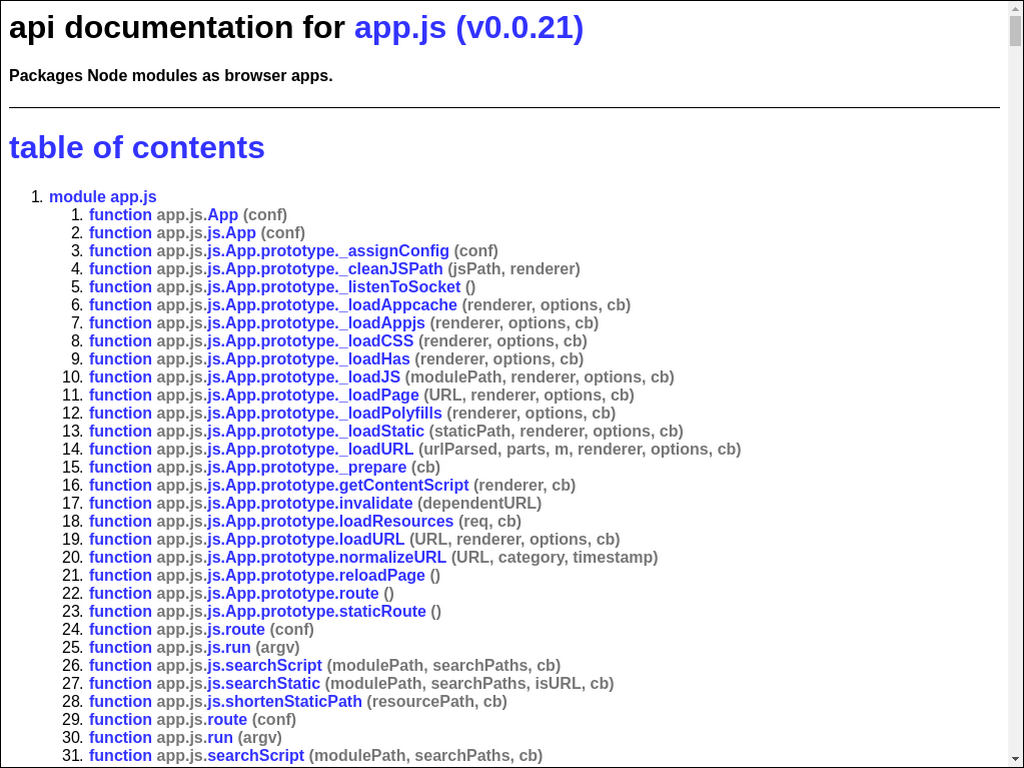 api documentation for app.js (v0.0.21)
Packages Node modules as browser apps.
table of contents
1. module app.js
1. function app.js.App (conf)
2. function app.js.js.App (conf)
3. function app.js.js.App.prototype._assignConfig (conf)
4. function app.js.js.App.prototype._cleanJSPath (jsPath, renderer)
5. function app.js.js.App.prototype._listenToSocket ()
6. function app.js.js.App.prototype._loadAppcache (renderer, options, cb)
7. function app.js.js.App.prototype._loadAppjs (renderer, options, cb)
8. function app.js.js.App.prototype._loadCSS (renderer, options, cb)
9. function app.js.js.App.prototype._loadHas (renderer, options, cb)
10. function app.js.js.App.prototype._loadJS (modulePath, renderer, options, cb)
11. function app.js.js.App.prototype._loadPage (URL, renderer, options, cb)
12. function app.js.js.App.prototype._loadPolyfills (renderer, options, cb)
13. function app.js.js.App.prototype._loadStatic (staticPath, renderer, options, cb)
14. function app.js.js.App.prototype._loadURL (urlParsed, parts, m, renderer, options, cb)
15. function app.js.js.App.prototype._prepare (cb)
16. function app.js.js.App.prototype.getContentScript (renderer, cb)
17. function app.js.js.App.prototype.invalidate (dependentURL)
18. function app.js.js.App.prototype.loadResources (req, cb)
19. function app.js.js.App.prototype.loadURL (URL, renderer, options, cb)
20. function app.js.js.App.prototype.normalizeURL (URL, category, timestamp)
21. function app.js.js.App.prototype.reloadPage ()
22. function app.js.js.App.prototype.route ()
23. function app.js.js.App.prototype.staticRoute ()
24. function app.js.js.route (conf)
25. function app.js.js.run (argv)
26. function app.js.js.searchScript (modulePath, searchPaths, cb)
27. function app.js.js.searchStatic (modulePath, searchPaths, isURL, cb)
28. function app.js.js.shortenStaticPath (resourcePath, cb)
29. function app.js.route (conf)
30. function app.js.run (argv)
31. function app.js.searchScript (modulePath, searchPaths, cb)